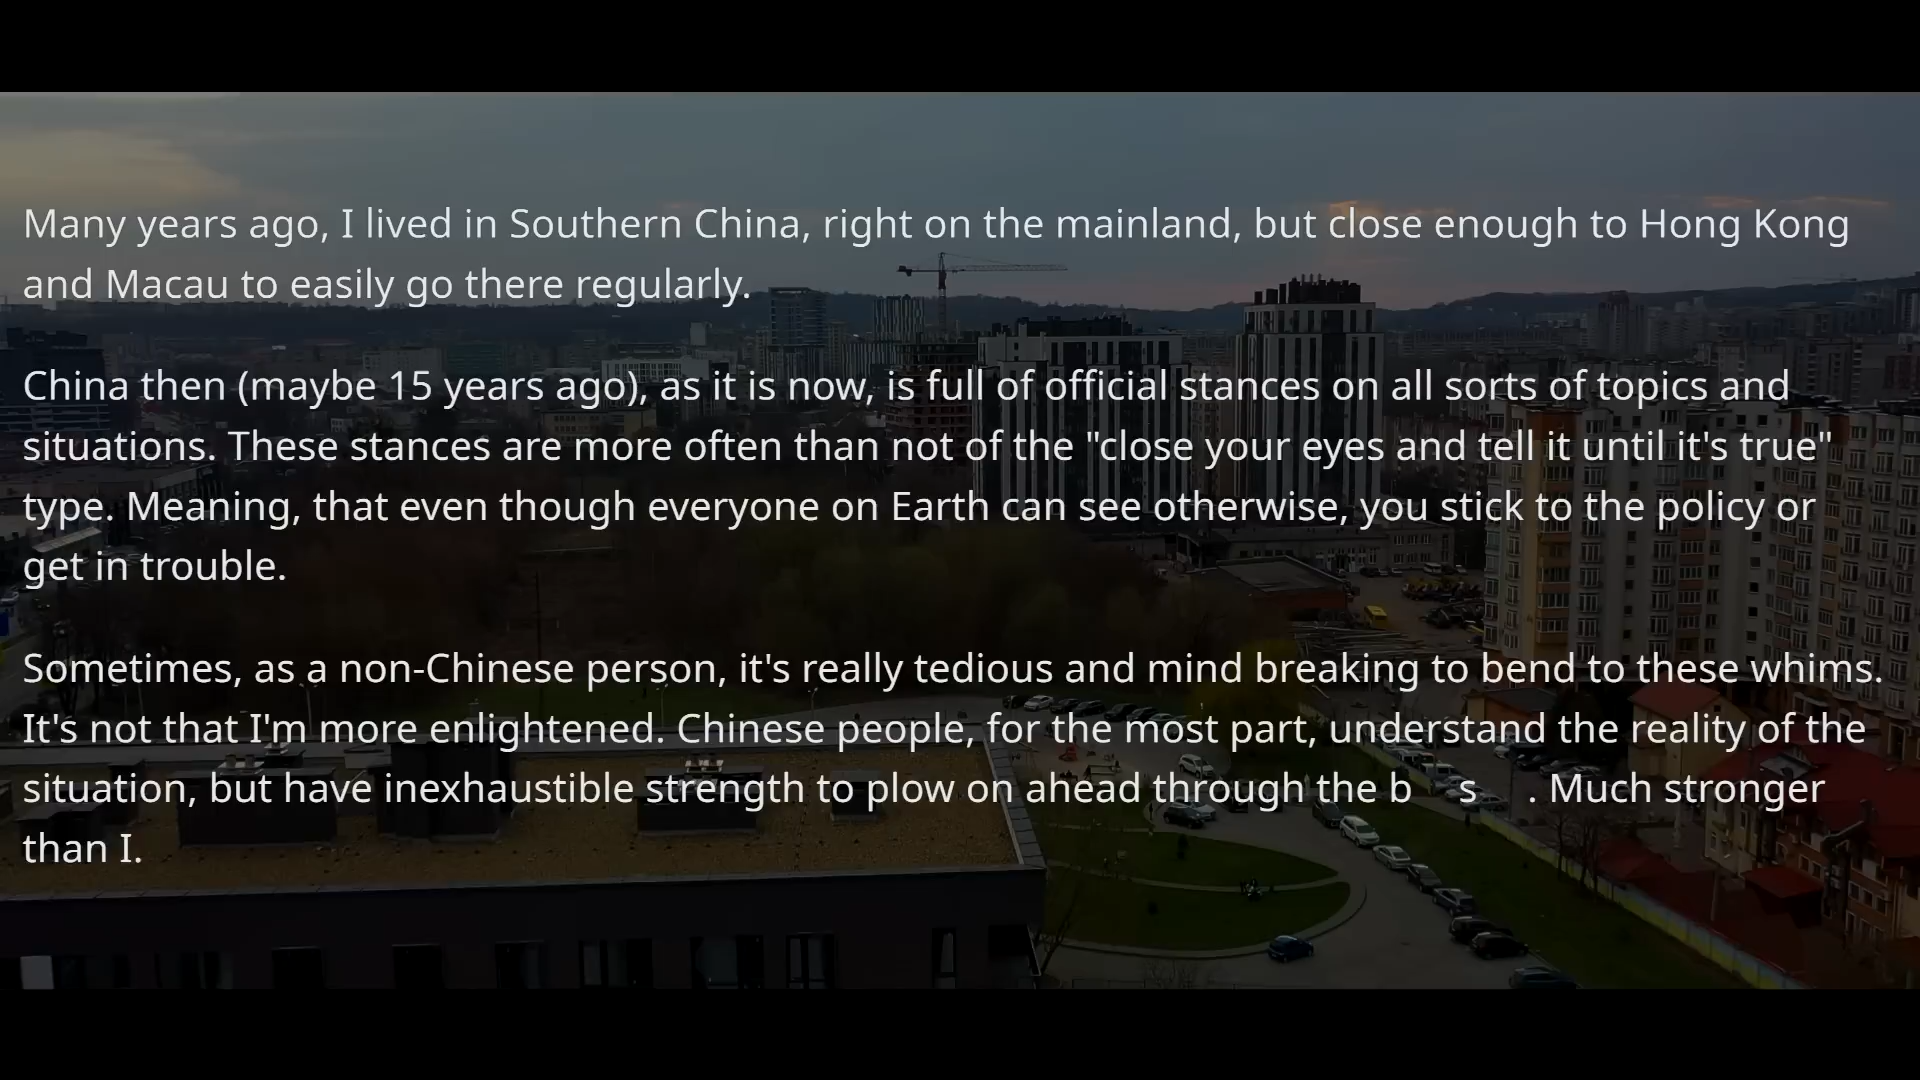 Many years ago, I lived in Southern China, right on the mainland, but close enough to Hong Kong
and Macau to easily go there regularly.
China then (maybe 15 years ago), as it is now, is full of official stances on all sorts of topics and
situations. These stances are more often than not of the "close your eyes and tell it until it's true"
type. Meaning, that even though everyone on Earth can see otherwise, you stick to the policy or
get in trouble.
Sometimes, as a non-Chinese person, it's really tedious and mind breaking to bend to these whims.
It's not that I'm more enlightened. Chinese people, for the most part, understand the reality of the
situation, but have inexhaustible strength to plow on ahead through the b s . Much stronger
than I.